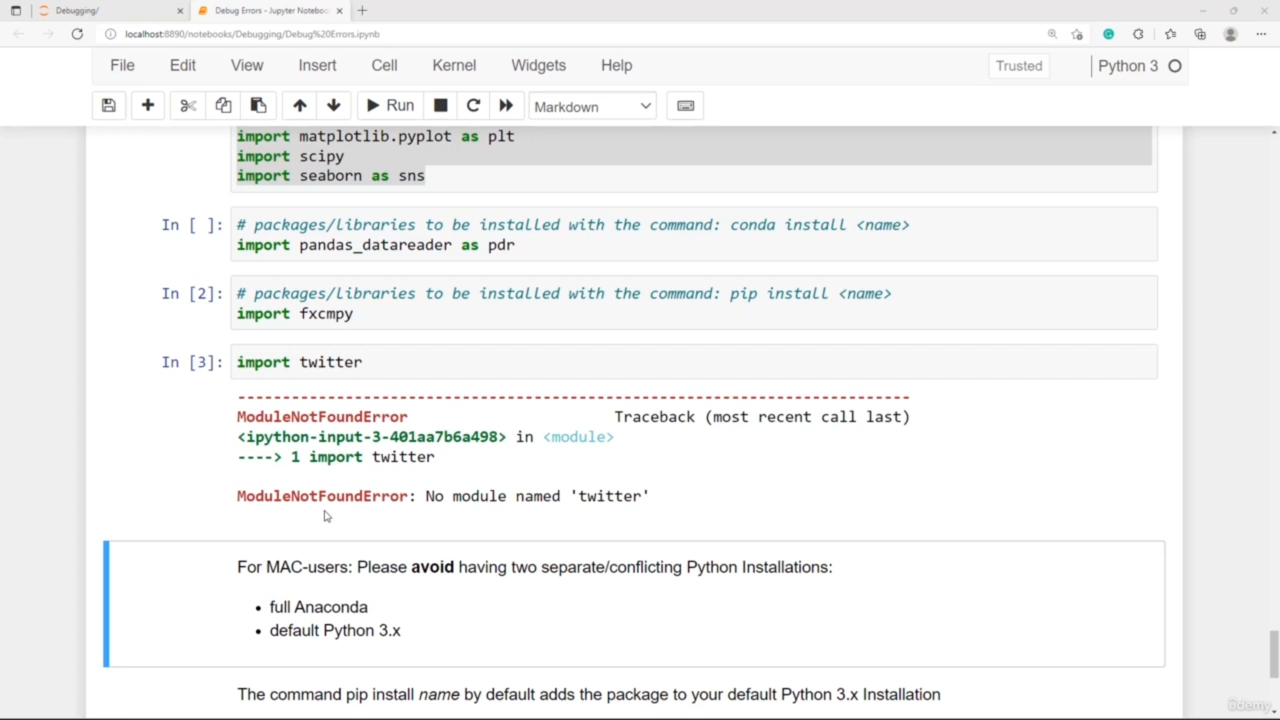 Debugging/
Debug Errors - Jupyter Notebo
localhost:8890/notebooks/Debugging/Debug%20Errors.ipynb
File Edit View Insert Cell Kernel Widgets Help Trusted Python 3
Run Markdown
import matplotlib.pyplot as plt
import scipy
import seaborn as sns
In [ ]: # packages/libraries to be installed with the command: conda install <name>
import pandas_datareader as pdr
In [2]: # packages/libraries to be installed with the command: pip install <name>
import fxcmpy
In [3]: import twitter
---------------------------------------------------------------------------
ModuleNotFoundError Traceback (most recent call last)
<ipython-input-3-401aa7b6a498> in <module>
----> 1 import twitter
ModuleNotFoundError: No module named 'twitter'
For MAC-users: Please avoid having two separate/conflicting Python Installations:
• full Anaconda
• default Python 3.x
The command pip install name by default adds the package to your default Python 3.x Installation
ûdemy